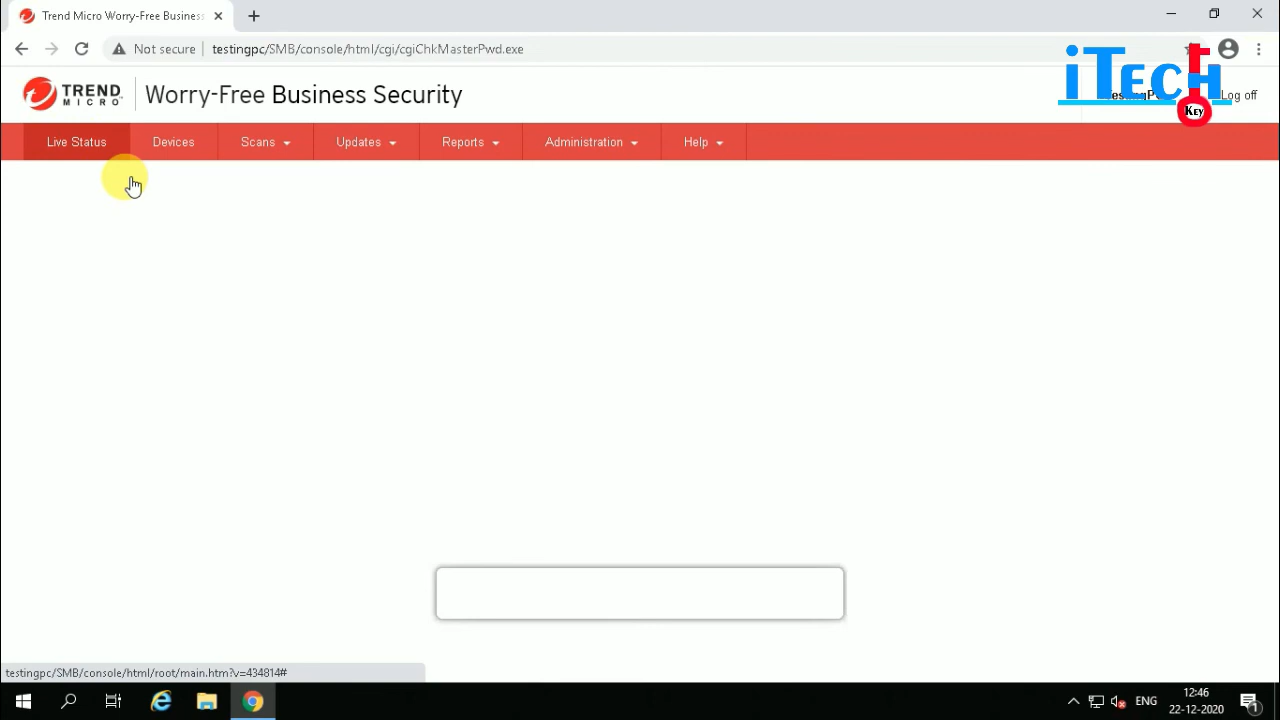 Trend Micro Worry-Free Business
Not secure
testingpc/SMB/console/html/cgi/cgiChkMasterPwd.exe
TREND
MICRO
Worry-Free Business Security
Log off
iTech
Key
Live Status
Devices
Scans
Updates
Reports
Administration
Help
testingpc/SMB/console/html/root/main.htm?v=434814#
ENG
12:46
22-12-2020
1